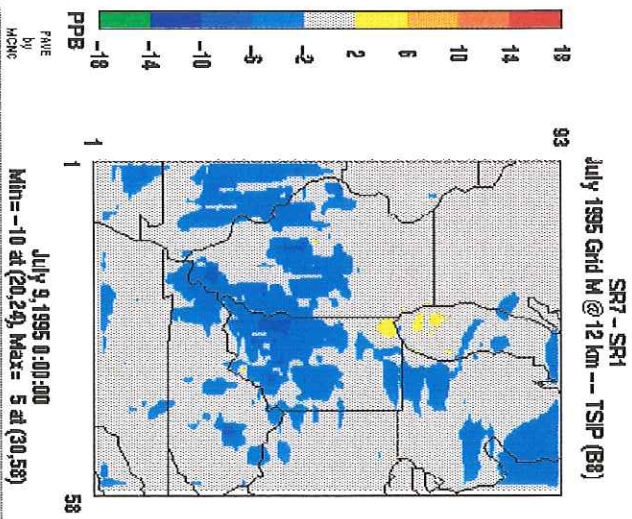 SR7 - SR1
July 1995 Grid M @ 12 km --- TSIP (B8)
93
1
1
58
18
14
10
6
2
-2
-6
-10
-14
-18
PPB
PAVE
by
MCNC
July 9,1995 0:00:00
Min= -10 at (20,24), Max= 5 at (30,58)